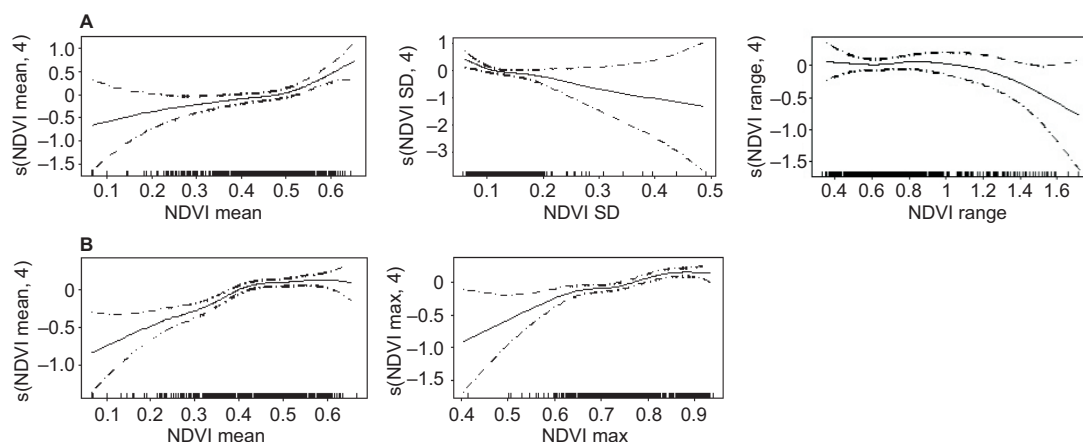 A
s(NDVI mean, 4)
1.0
0.5
0
–0.5
–1.0
–1.5
0.1 0.2 0.3 0.4 0.5 0.6
NDVI mean
s(NDVI SD, 4)
1
0
–1
–2
–3
0.1 0.2 0.3 0.4 0.5
NDVI SD
s(NDVI range, 4)
0
–0.5
–1.0
–1.5
0.4 0.6 0.8 1 1.2 1.4 1.6
NDVI range
B
s(NDVI mean, 4)
0
–0.5
–1.0
0.1 0.2 0.3 0.4 0.5 0.6
NDVI mean
s(NDVI max, 4)
0
–0.5
–1.0
–1.5
0.4 0.5 0.6 0.7 0.8 0.9
NDVI max